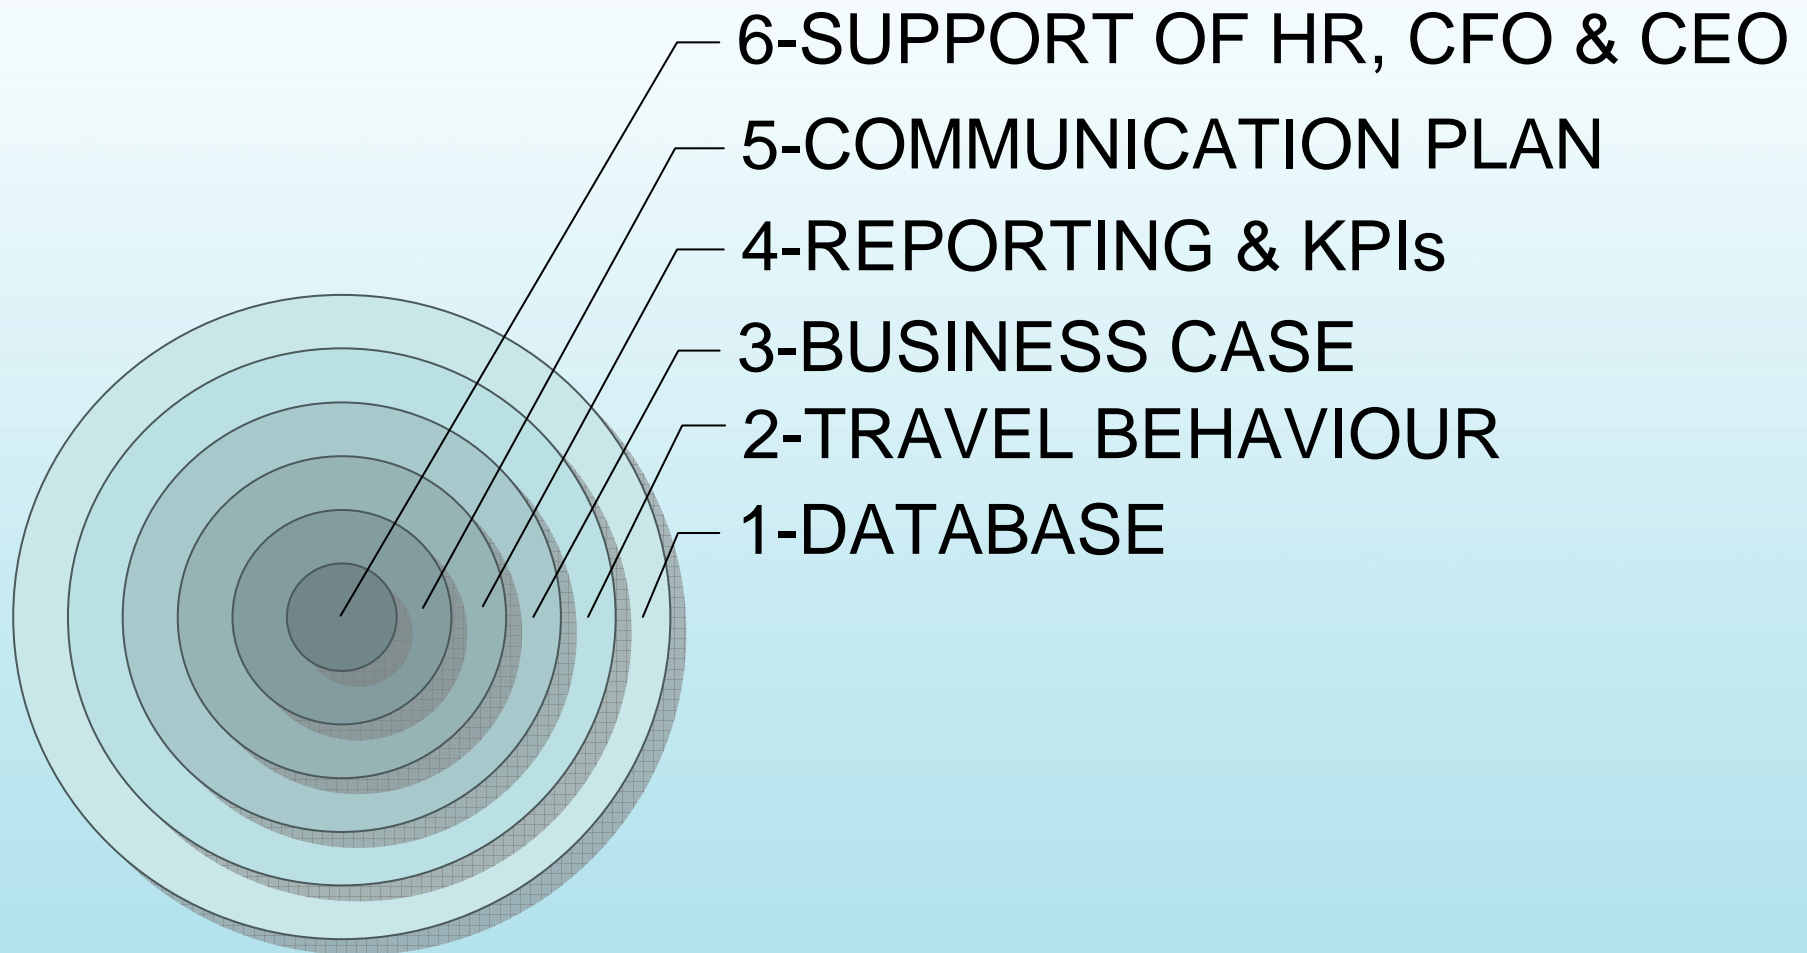 6-SUPPORT OF HR, CFO & CEO
5-COMMUNICATION PLAN
4-REPORTING & KPIs
3-BUSINESS CASE
2-TRAVEL BEHAVIOUR
1-DATABASE